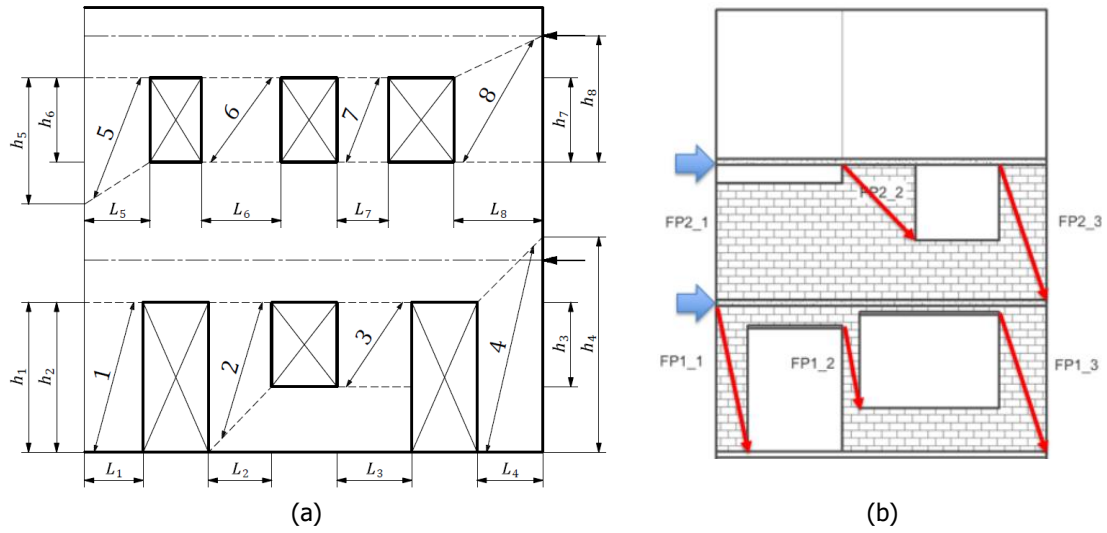 5
6
7
8
h₅
h₆
h₇
h₈
L₅
L₆
L₇
L₈
1
2
3
4
h₁
h₂
h₃
h₄
L₁
L₂
L₃
L₄
(a)
FP2_1
FP2_2
FP2_3
FP1_1
FP1_2
FP1_3
(b)